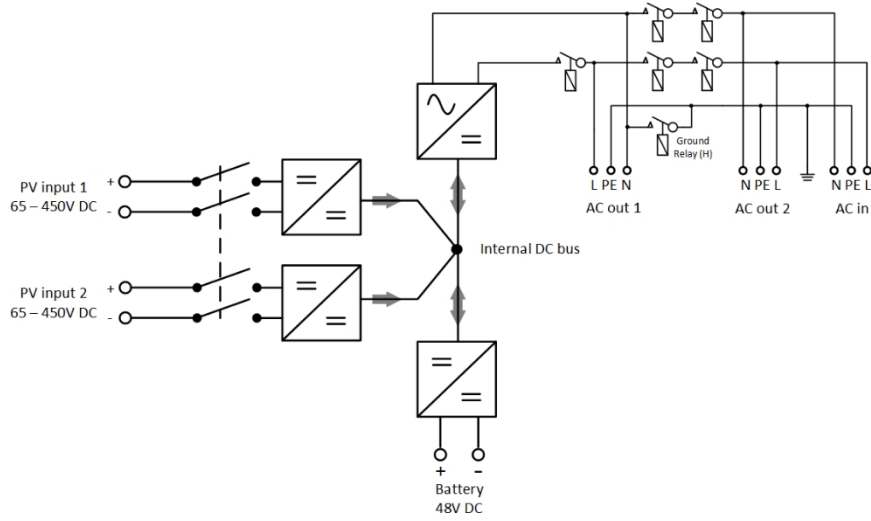 PV input 1
65 – 450V DC
+
-
PV input 2
65 – 450V DC
+
-
Internal DC bus
+ -
Battery
48V DC
Ground
Relay (H)
L PE N
AC out 1
N PE L
AC out 2
N PE L
AC in